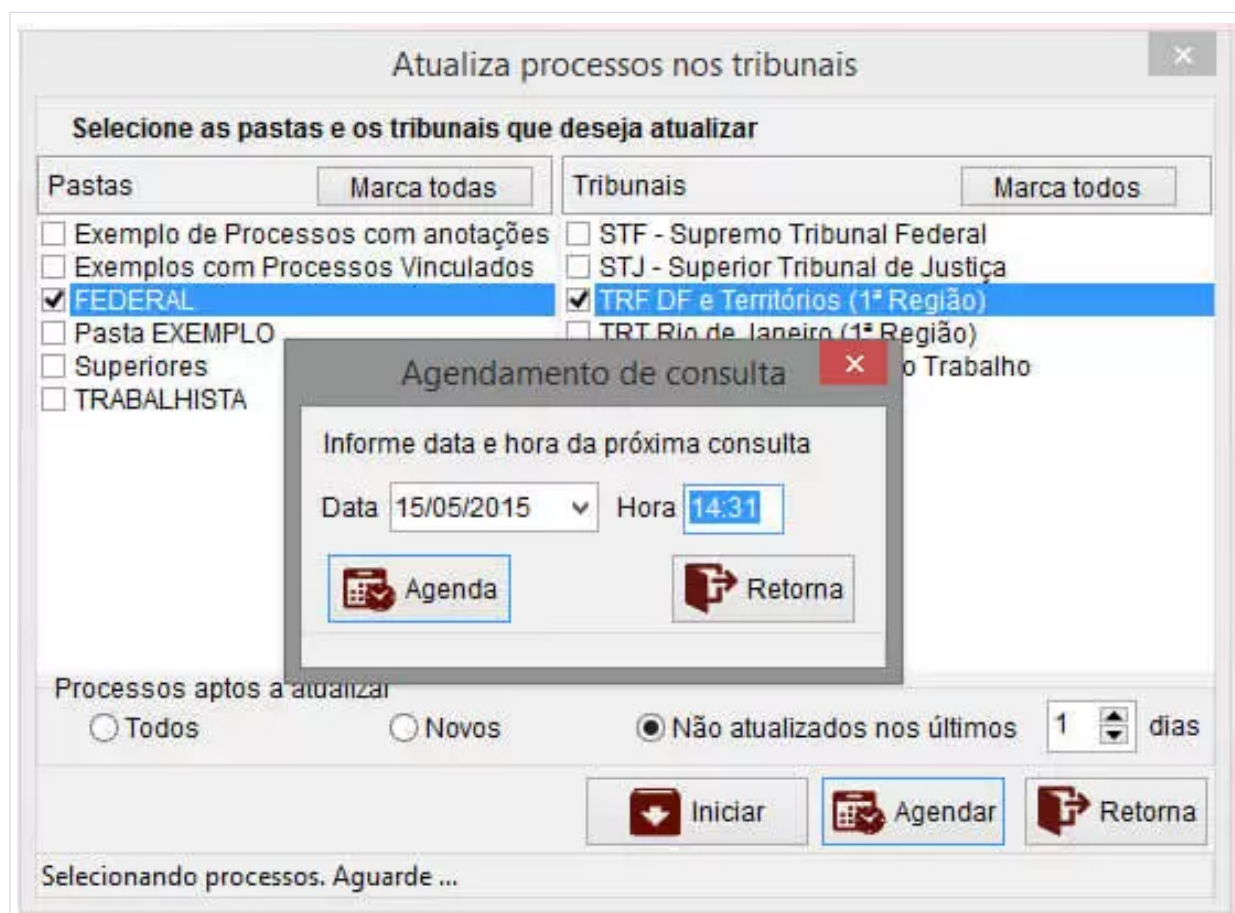 Atualiza processos nos tribunais
Selecione as pastas e os tribunais que deseja atualizar
Pastas
Marca todas
Tribunais
Marca todos
Exemplo de Processos com anotações
Exemplos com Processos Vinculados
FEDERAL
Pasta EXEMPLO
Superiores
TRABALHISTA
STF - Supremo Tribunal Federal
STJ - Superior Tribunal de Justiça
TRF DF e Territórios (1ª Região)
TRT Rio de Janeiro (1ª Região)
o Trabalho
Agendamento de consulta
Informe data e hora da próxima consulta
Data 15/05/2015 Hora 14:31
Agenda
Retorna
Processos aptos a atualizar
Todos
Novos
Não atualizados nos últimos 1 dias
Iniciar
Agendar
Retorna
Selecionando processos. Aguarde ...